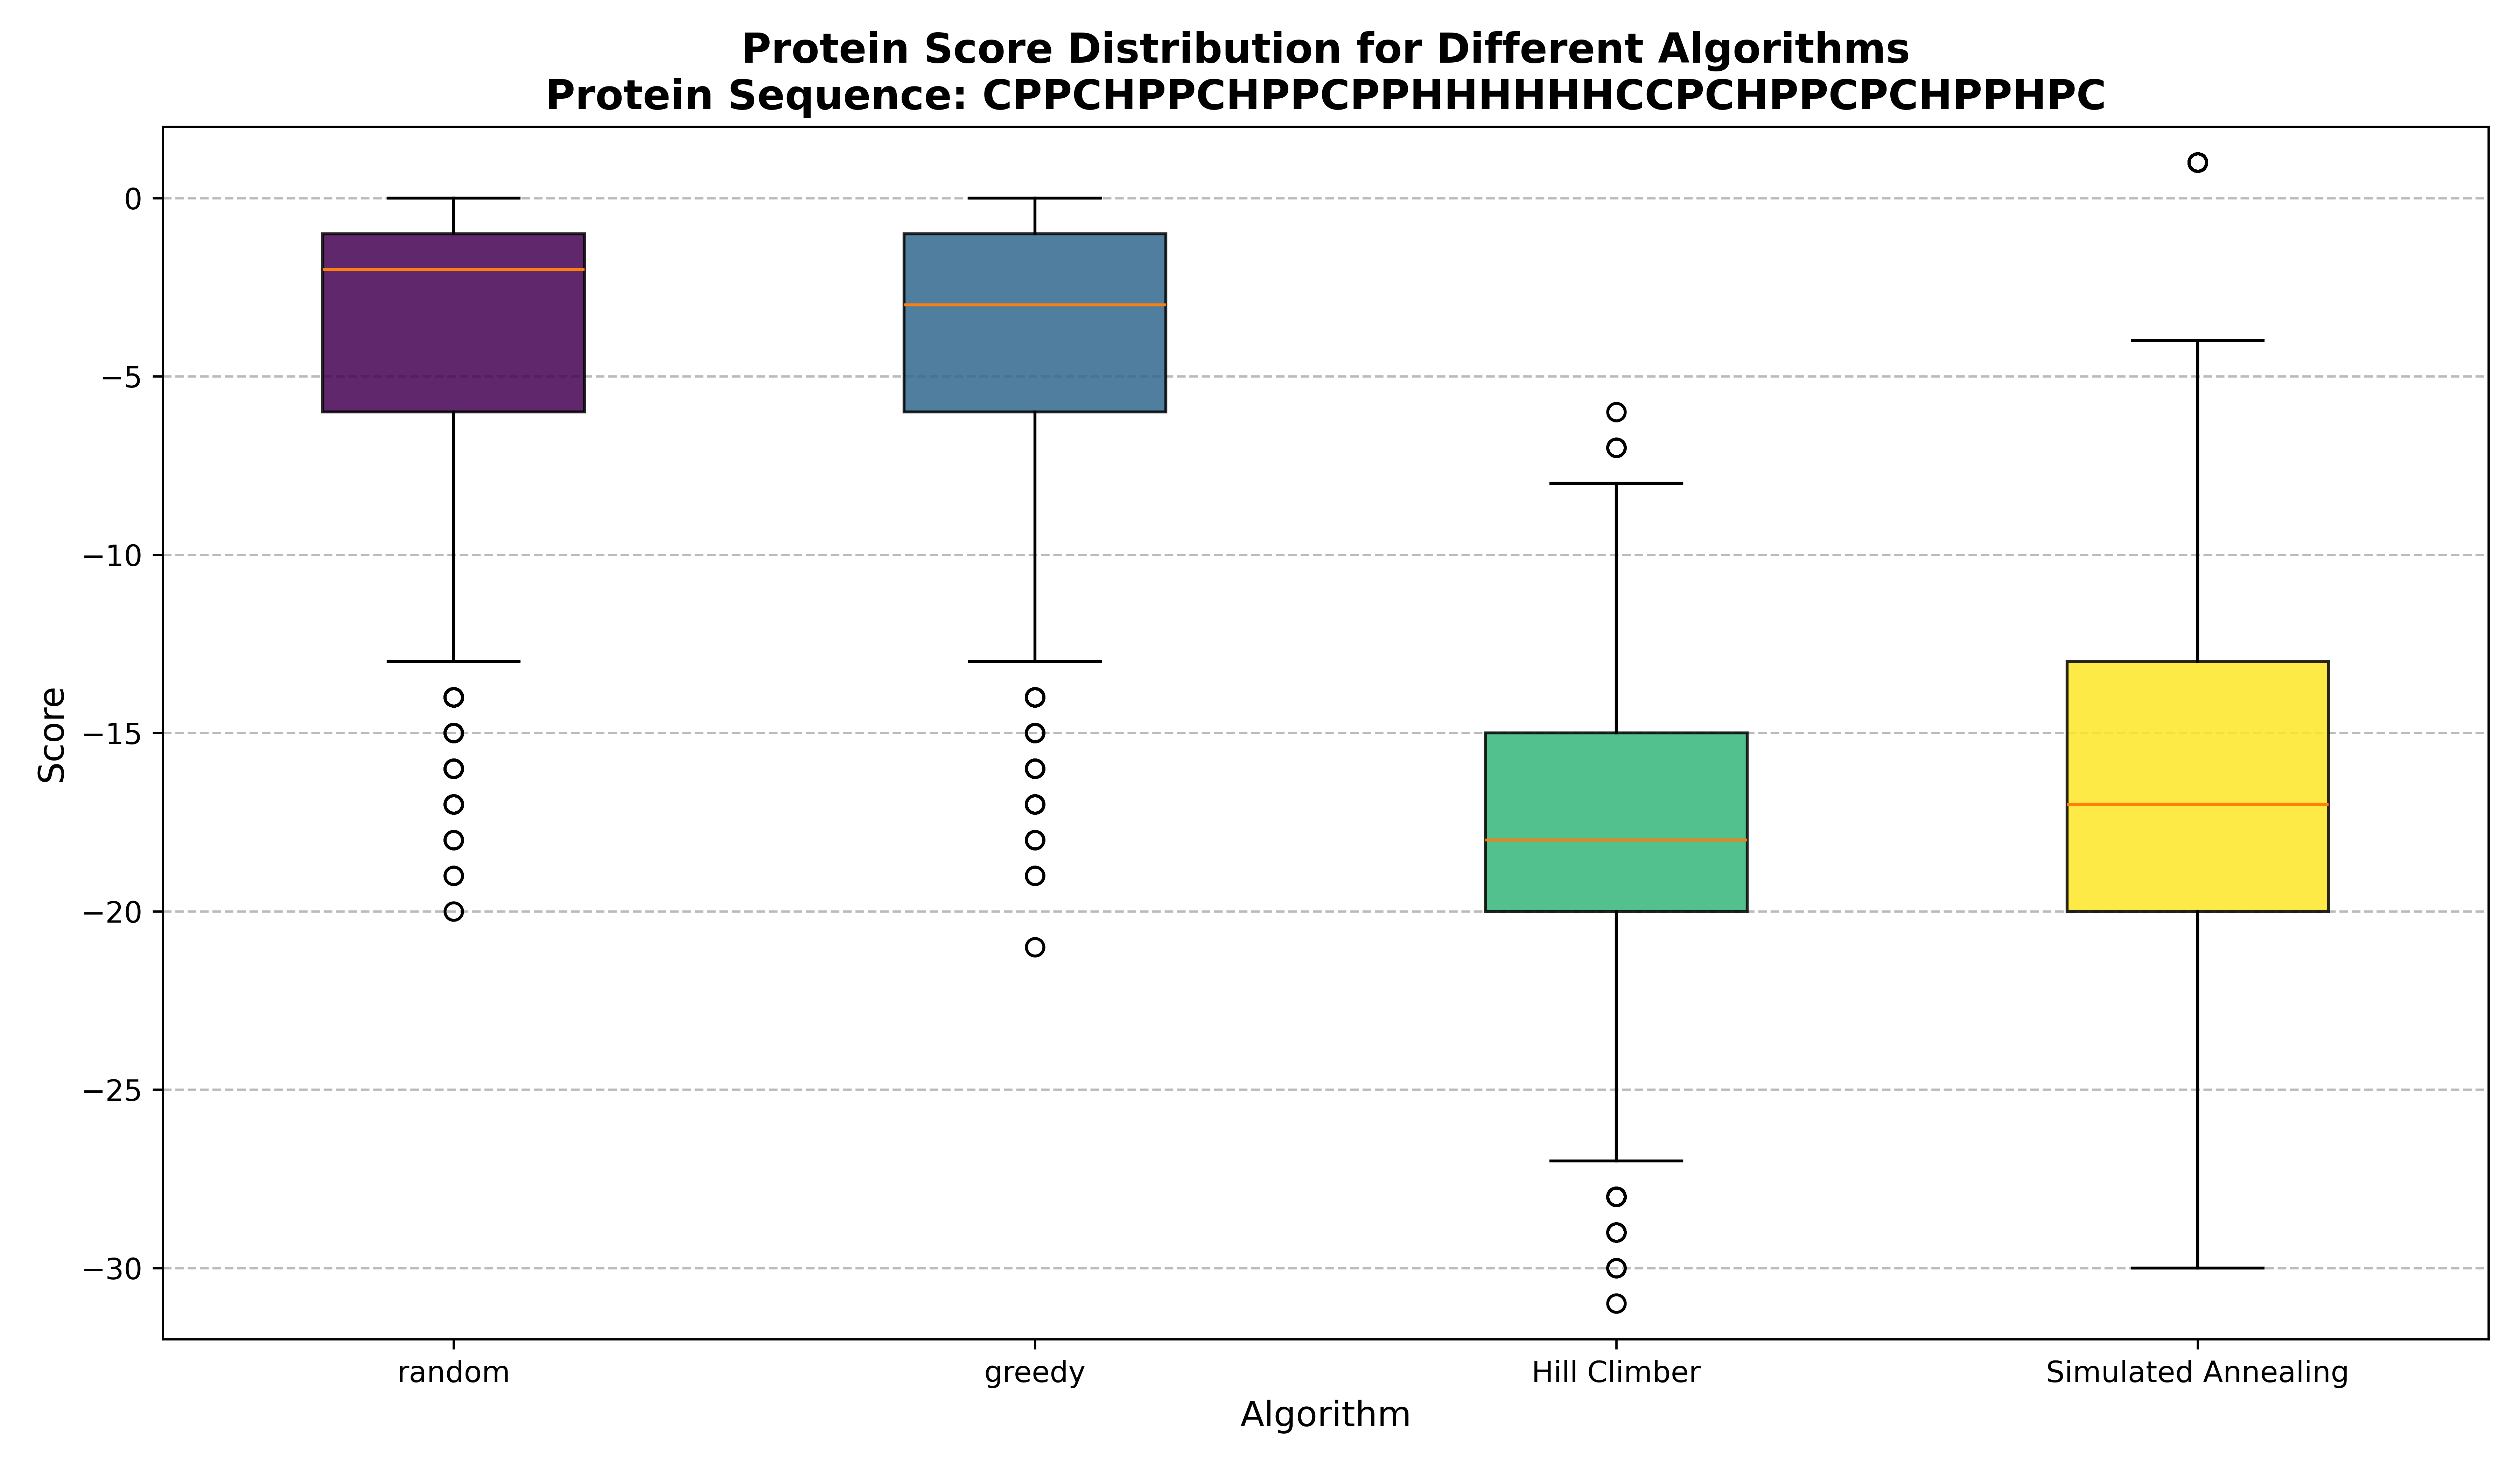 Protein Score Distribution for Different Algorithms
Protein Sequence: CPPCHPPCHPPCPPHHHHHHCCPCHPPCPCHPPHPC
0
−5
−10
−15
−20
−25
−30
Score
random
greedy
Hill Climber
Simulated Annealing
Algorithm